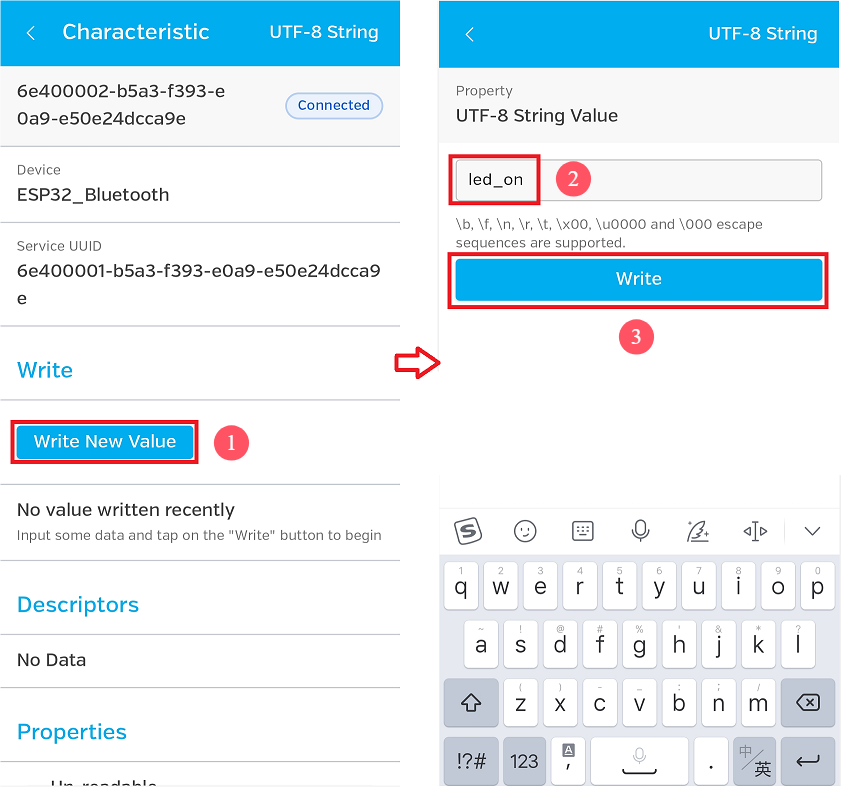 Characteristic
UTF-8 String
6e400002-b5a3-f393-e
0a9-e50e24dcca9e
Connected
Device
ESP32_Bluetooth
Service UUID
6e400001-b5a3-f393-e0a9-e50e24dcca9
e
Write
Write New Value
1
No value written recently
Input some data and tap on the "Write" button to begin
Descriptors
No Data
Properties
Un-readable
UTF-8 String
Property
UTF-8 String Value
led_on
2
\b, \f, \n, \r, \t, \x00, \u0000 and \000 escape
sequences are supported.
Write
3
S
1 2 3 4 5 6 7 8 9 0
q w e r t y u i o p
~ ! @ # % ' & * ?
a s d f g h j k l
( ) - _ : ; /
z x c v b n m
!?# 123 A , . 中/英